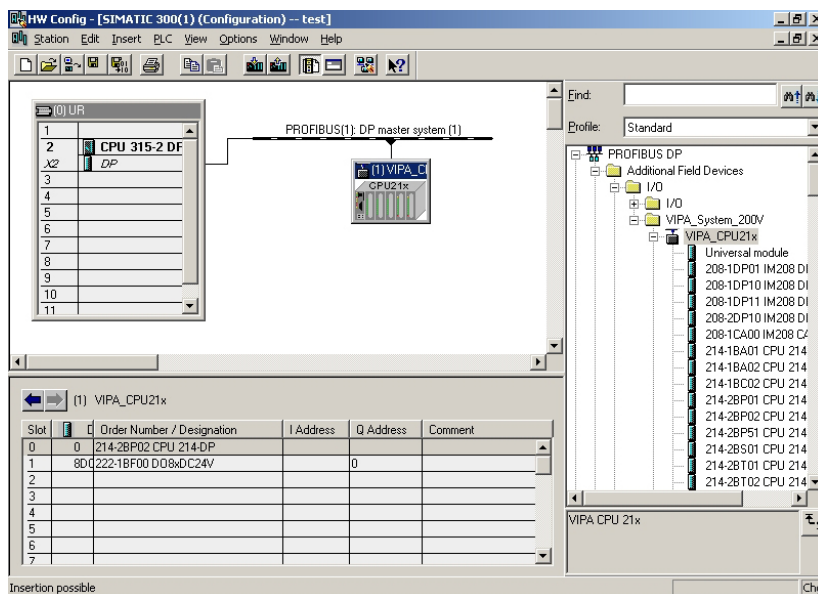 HW Config - [SIMATIC 300(1) (Configuration) -- test]
Station Edit Insert PLC View Options Window Help
(0) UR
1
2 CPU 315-2 DP
X2 DP
3
4
5
6
7
8
9
10
11
PROFIBUS(1): DP master system (1)
(1) VIPA_C
CPU21x
Find:
Profile: Standard
PROFIBUS DP
Additional Field Devices
I/O
I/O
VIPA_System_200V
VIPA_CPU21x
Universal module
208-1DP01 IM208 DI
208-1DP10 IM208 DI
208-1DP11 IM208 DI
208-2DP10 IM208 DI
208-1CA00 IM208 CA
214-1BA01 CPU 214
214-1BA02 CPU 214
214-1BC02 CPU 214
214-2BP01 CPU 214
214-2BP02 CPU 214
214-2BP51 CPU 214
214-2BS01 CPU 214
214-2BT01 CPU 214
214-2BT02 CPU 214
VIPA CPU 21x
(1) VIPA_CPU21x
Slot D Order Number / Designation I Address Q Address Comment
0 0 214-2BP02 CPU 214-DP
1 8DO 222-1BF00 DO8xDC24V 0
2
3
4
5
6
7
Insertion possible
Chg